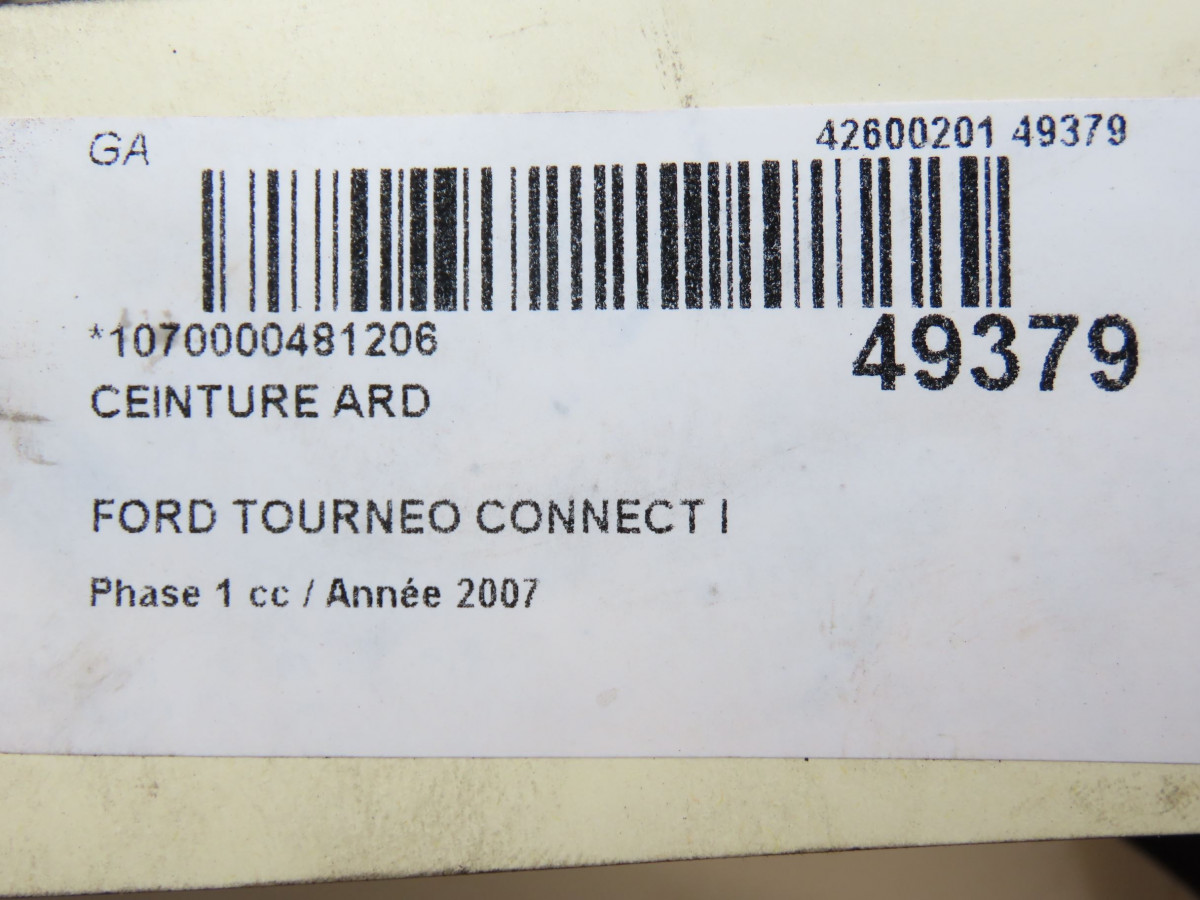 GA
42600201 49379
*1070000481206
49379
CEINTURE ARD
FORD TOURNEO CONNECT I
Phase 1 cc / Année 2007